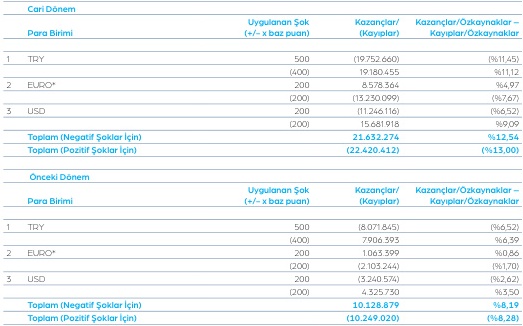 Cari Dönem
Uygulanan Şok Kazançlar/ Kazançlar/Özkaynaklar –
Para Birimi (+/- x baz puan) (Kayıplar) Kayıplar/Özkaynaklar
1 TRY 500 (19.752.660) (%11,45)
(400) 19.180.455 %11,12
2 EURO* 200 8.578.364 %4,97
(200) (13.230.099) (%7,67)
3 USD 200 (11.246.116) (%6,52)
(200) 15.681.918 %9,09
Toplam (Negatif Şoklar İçin) 21.632.274 %12,54
Toplam (Pozitif Şoklar İçin) (22.420.412) (%13,00)
Önceki Dönem
Uygulanan Şok Kazançlar/ Kazançlar/Özkaynaklar –
Para Birimi (+/- x baz puan) (Kayıplar) Kayıplar/Özkaynaklar
1 TRY 500 (8.071.845) (%6,52)
(400) 7.906.393 %6,39
2 EURO* 200 1.063.399 %0,86
(200) (2.103.244) (%1,70)
3 USD 200 (3.240.574) (%2,62)
(200) 4.325.730 %3,50
Toplam (Negatif Şoklar İçin) 10.128.879 %8,19
Toplam (Pozitif Şoklar İçin) (10.249.020) (%8,28)